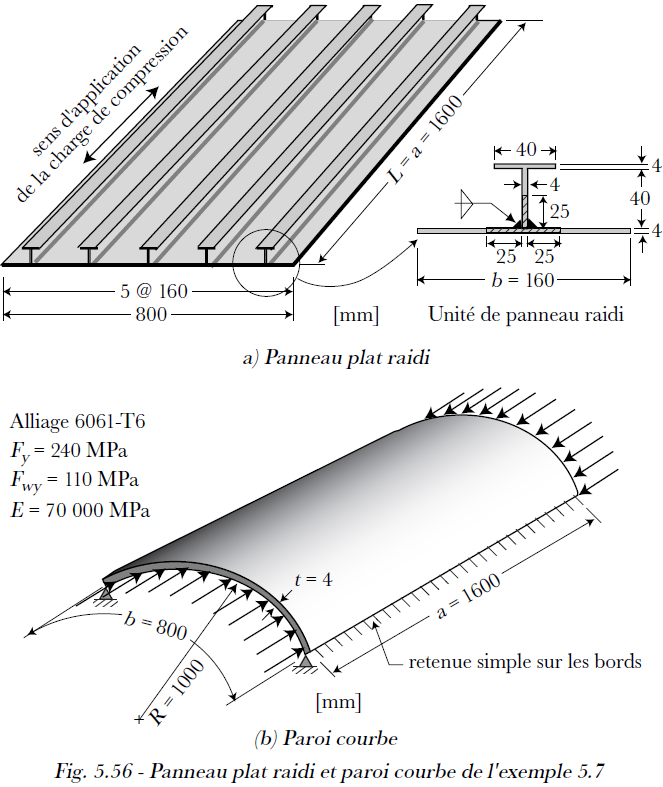 sens d'application
de la charge de compression
L = a = 1600
40
4
4
40
25
4
25 25
b = 160
5 @ 160
800
[mm]
Unité de panneau raidi
a) Panneau plat raidi
Alliage 6061-T6
Fy = 240 MPa
Fwy = 110 MPa
E = 70 000 MPa
t = 4
b = 800
a = 1600
R = 1000
retenue simple sur les bords
[mm]
(b) Paroi courbe
Fig. 5.56 - Panneau plat raidi et paroi courbe de l'exemple 5.7